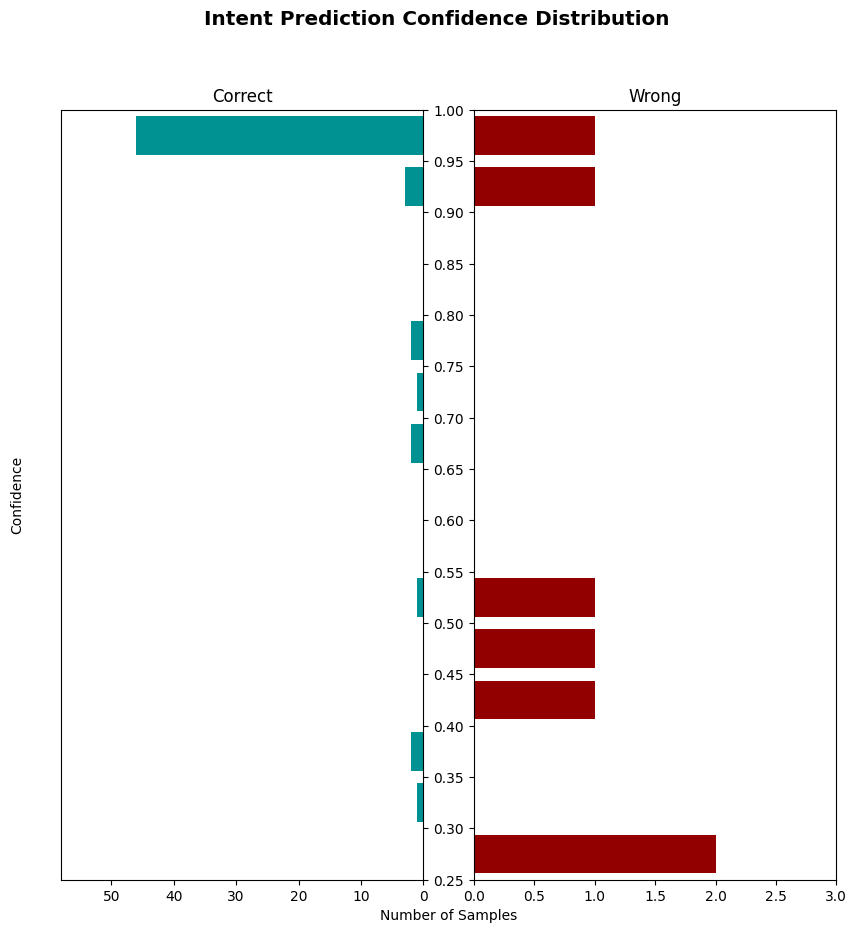 Intent Prediction Confidence Distribution
Correct
Wrong
Confidence
1.00
0.95
0.90
0.85
0.80
0.75
0.70
0.65
0.60
0.55
0.50
0.45
0.40
0.35
0.30
0.25
50 40 30 20 10 0
0.0 0.5 1.0 1.5 2.0 2.5 3.0
Number of Samples